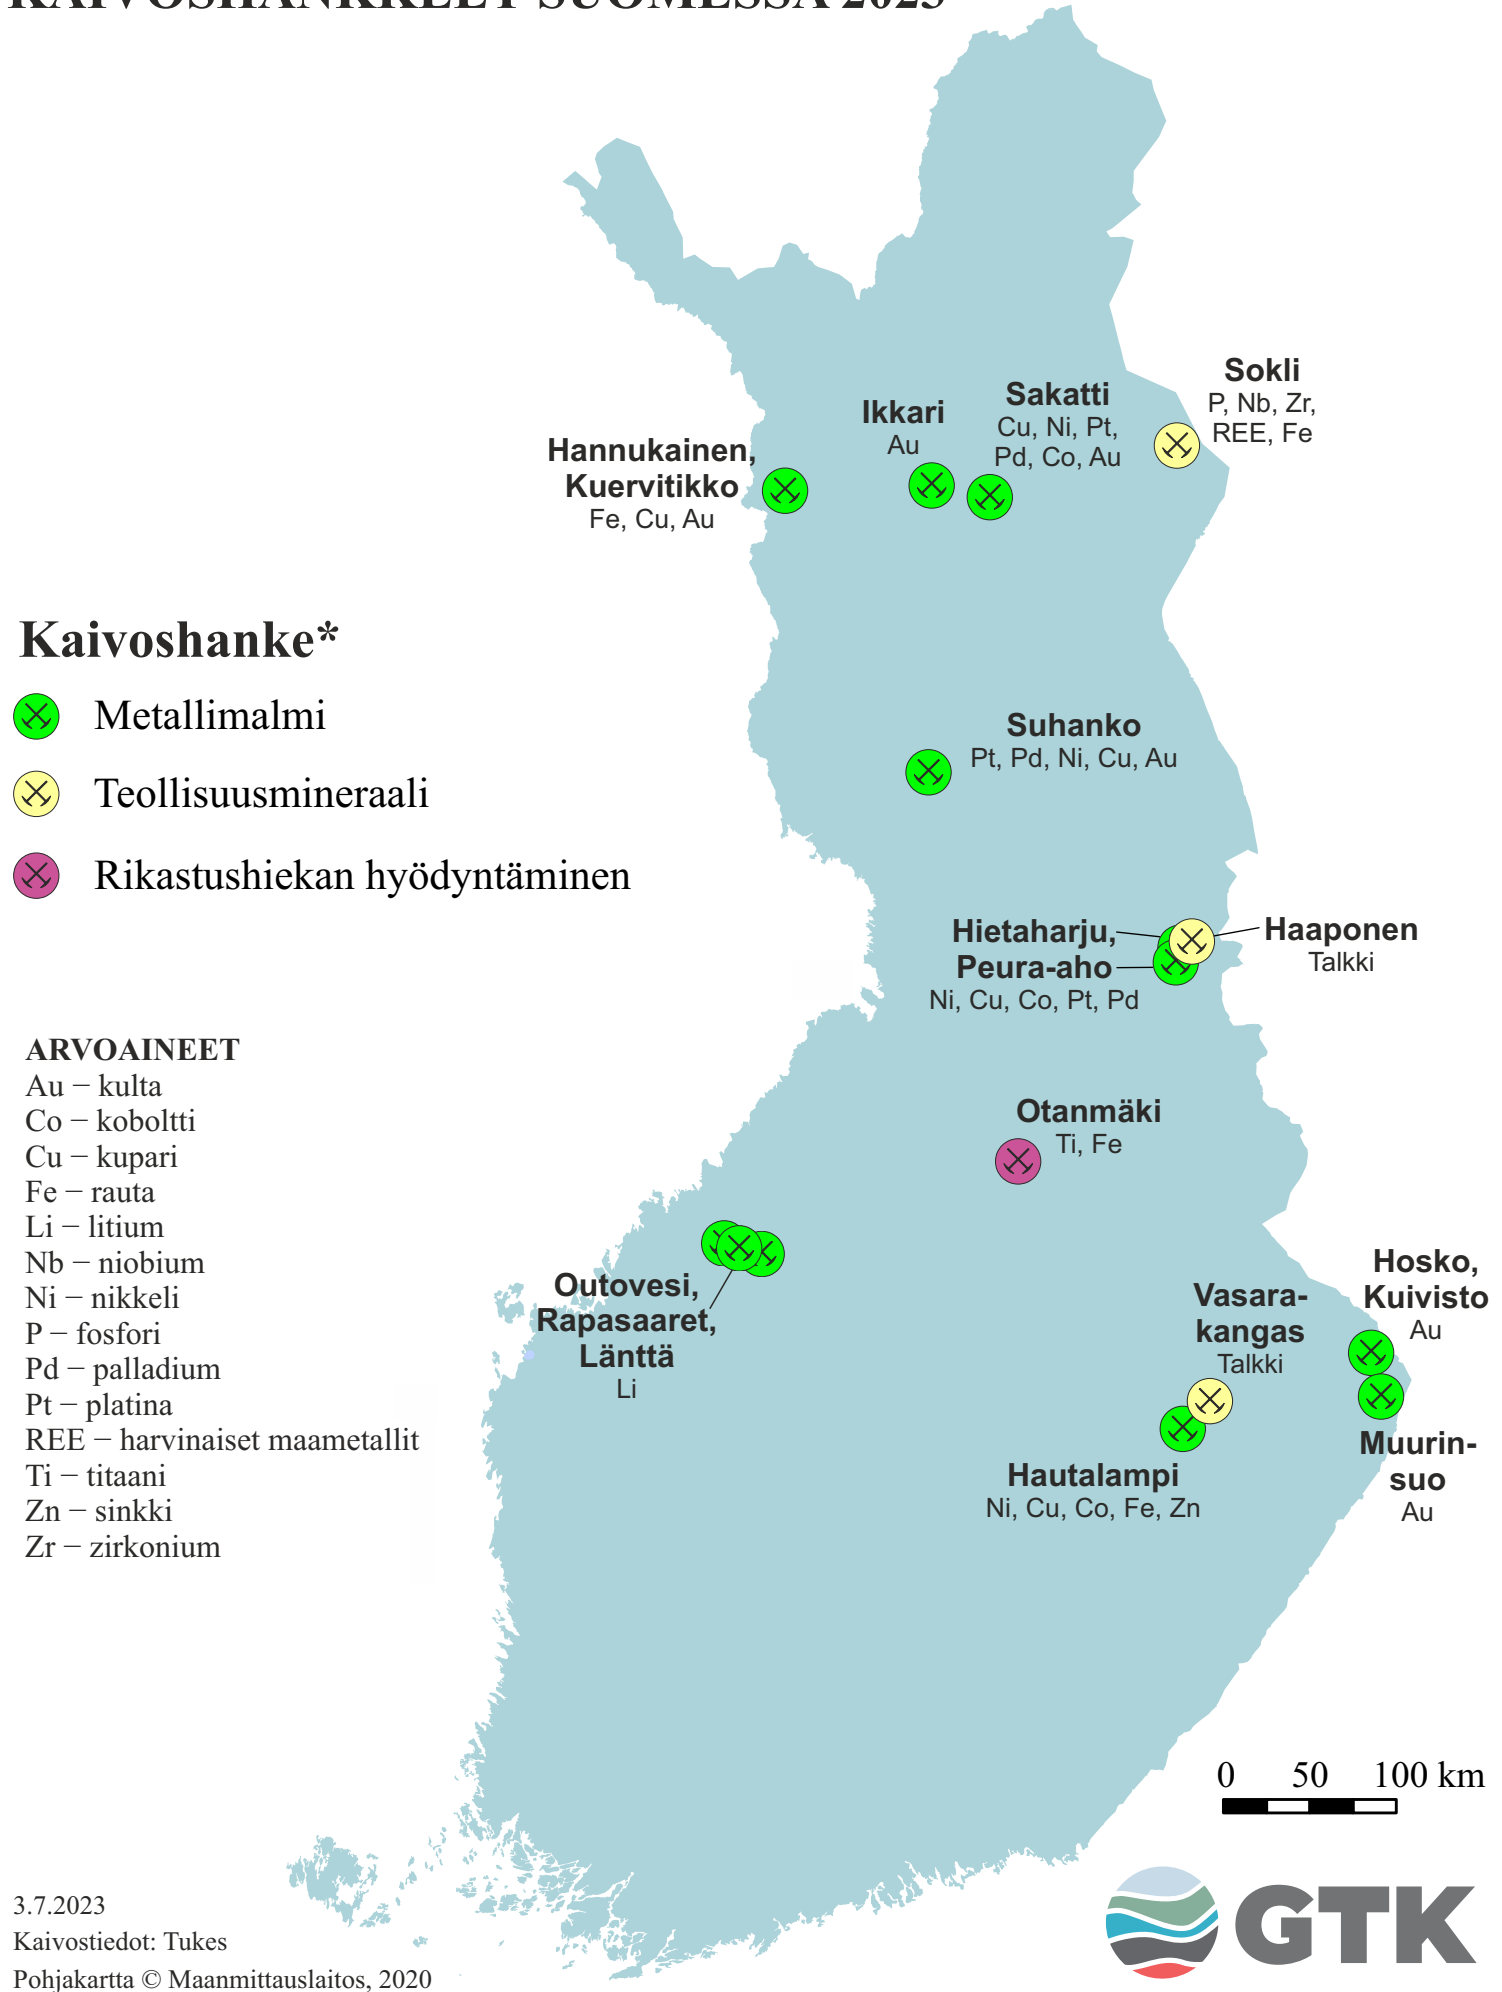 KAIVOSHANKKEET SUOMESSA 2023
Sokli
P, Nb, Zr,
REE, Fe
Sakatti
Cu, Ni, Pt,
Pd, Co, Au
Ikkari
Au
Hannukainen,
Kuervitikko
Fe, Cu, Au
Kaivoshanke*
Metallimalmi
Teollisuusmineraali
Rikastushiekan hyödyntäminen
Suhanko
Pt, Pd, Ni, Cu, Au
Hietaharju,
Peura-aho
Ni, Cu, Co, Pt, Pd
Haaponen
Talkki
ARVOAINEET
Au – kulta
Co – koboltti
Cu – kupari
Fe – rauta
Li – litium
Nb – niobium
Ni – nikkeli
P – fosfori
Pd – palladium
Pt – platina
REE – harvinaiset maametallit
Ti – titaani
Zn – sinkki
Zr – zirkonium
Otanmäki
Ti, Fe
Outovesi,
Rapasaaret,
Länttä
Li
Vasara-
kangas
Talkki
Hosko,
Kuivisto
Au
Muurin-
suo
Au
Hautalampi
Ni, Cu, Co, Fe, Zn
0 50 100 km
3.7.2023
Kaivostiedot: Tukes
Pohjakartta © Maanmittauslaitos, 2020
GTK